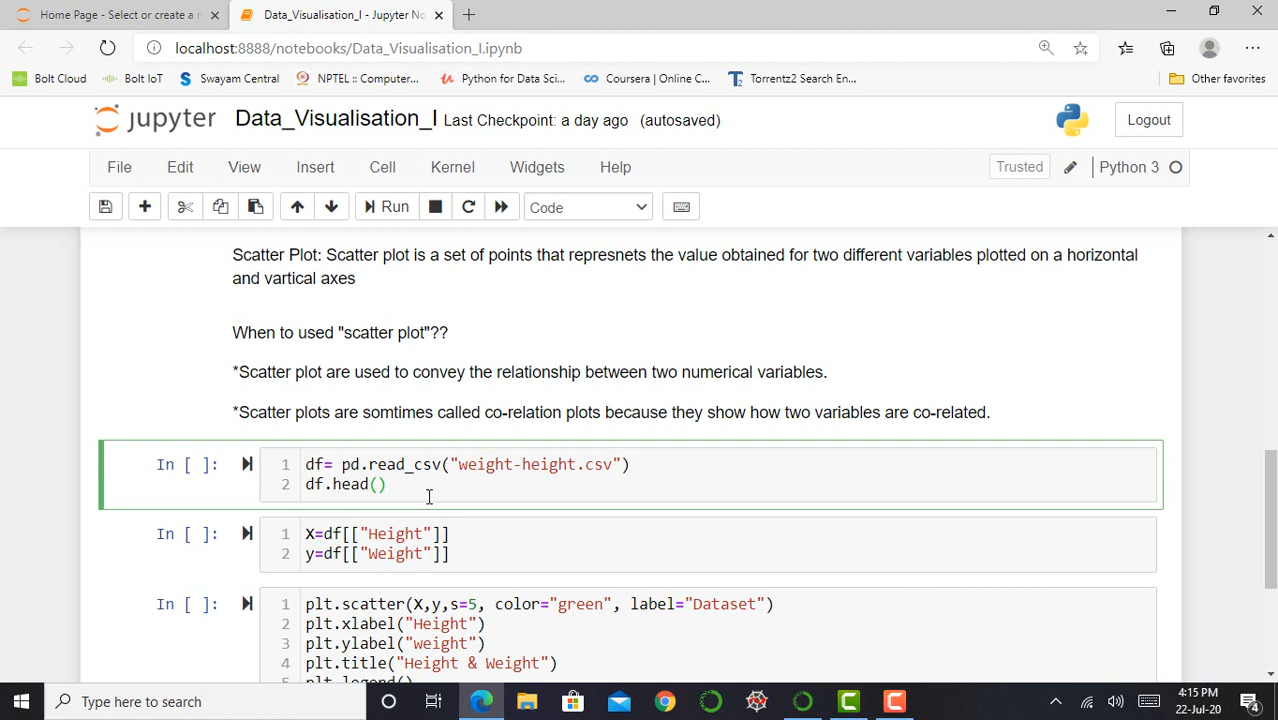 Home Page - Select or create a n
Data_Visualisation_I - Jupyter No
localhost:8888/notebooks/Data_Visualisation_I.ipynb
Bolt Cloud
Bolt IoT
Swayam Central
NPTEL :: Computer...
Python for Data Sci...
Coursera | Online C...
Torrentz2 Search En...
Other favorites
jupyter
Data_Visualisation_I Last Checkpoint: a day ago (autosaved)
Logout
File Edit View Insert Cell Kernel Widgets Help
Trusted
Python 3
Run
Code
Scatter Plot: Scatter plot is a set of points that represnets the value obtained for two different variables plotted on a horizontal
and vartical axes
When to used "scatter plot"??
*Scatter plot are used to convey the relationship between two numerical variables.
*Scatter plots are somtimes called co-relation plots because they show how two variables are co-related.
In [ ]:
1 df= pd.read_csv("weight-height.csv")
2 df.head()
In [ ]:
1 X=df[["Height"]]
2 y=df[["Weight"]]
In [ ]:
1 plt.scatter(X,y,s=5, color="green", label="Dataset")
2 plt.xlabel("Height")
3 plt.ylabel("weight")
4 plt.title("Height & Weight")
5 plt.legend()
Type here to search
4:15 PM
22-Jul-20
4